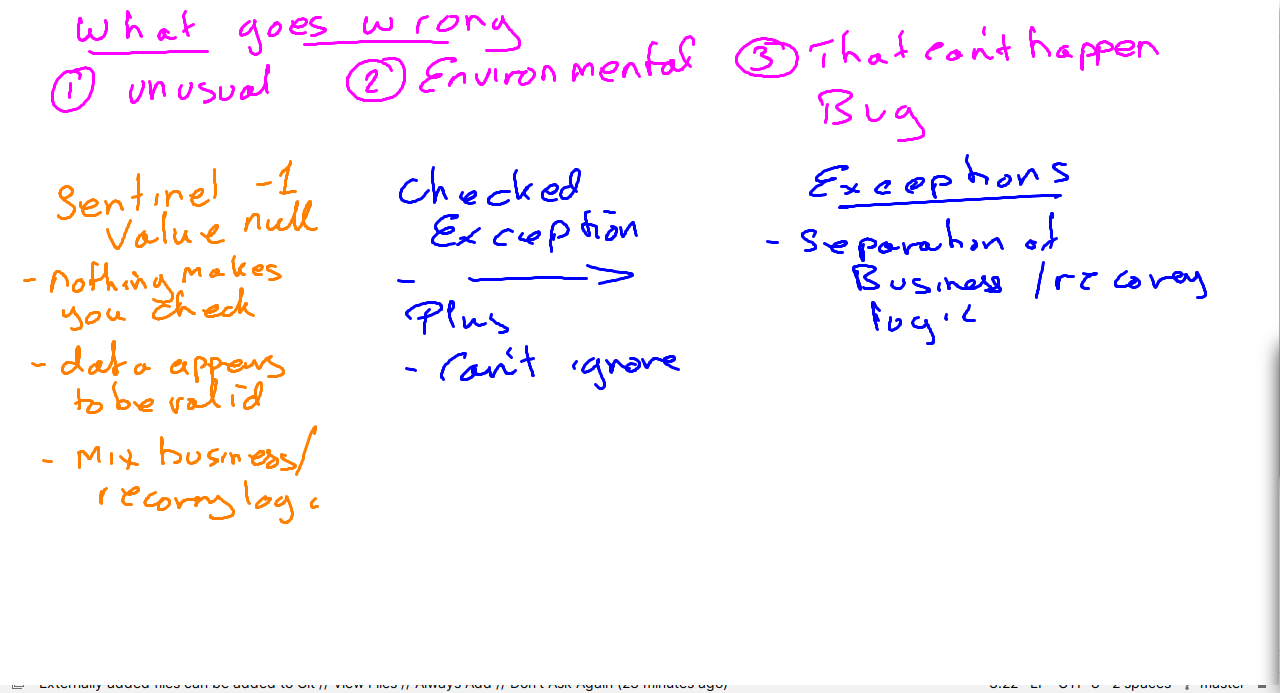 What goes wrong
① unusual
② Environmental
③ That can't happen
Bug
Sentinel -1
Value null
- nothing makes
you check
- data appears
to be valid
- Mix business/
recovery logi
Checked
Exception
- →
Plus
- Can't ignore
Exceptions
- Separation of
Business / recovery
logic
Externally added files can be added to Git // View Files // Always Add // Don't Ask Again (25 minutes ago)
5:22 LF UTF-8 2 spaces master